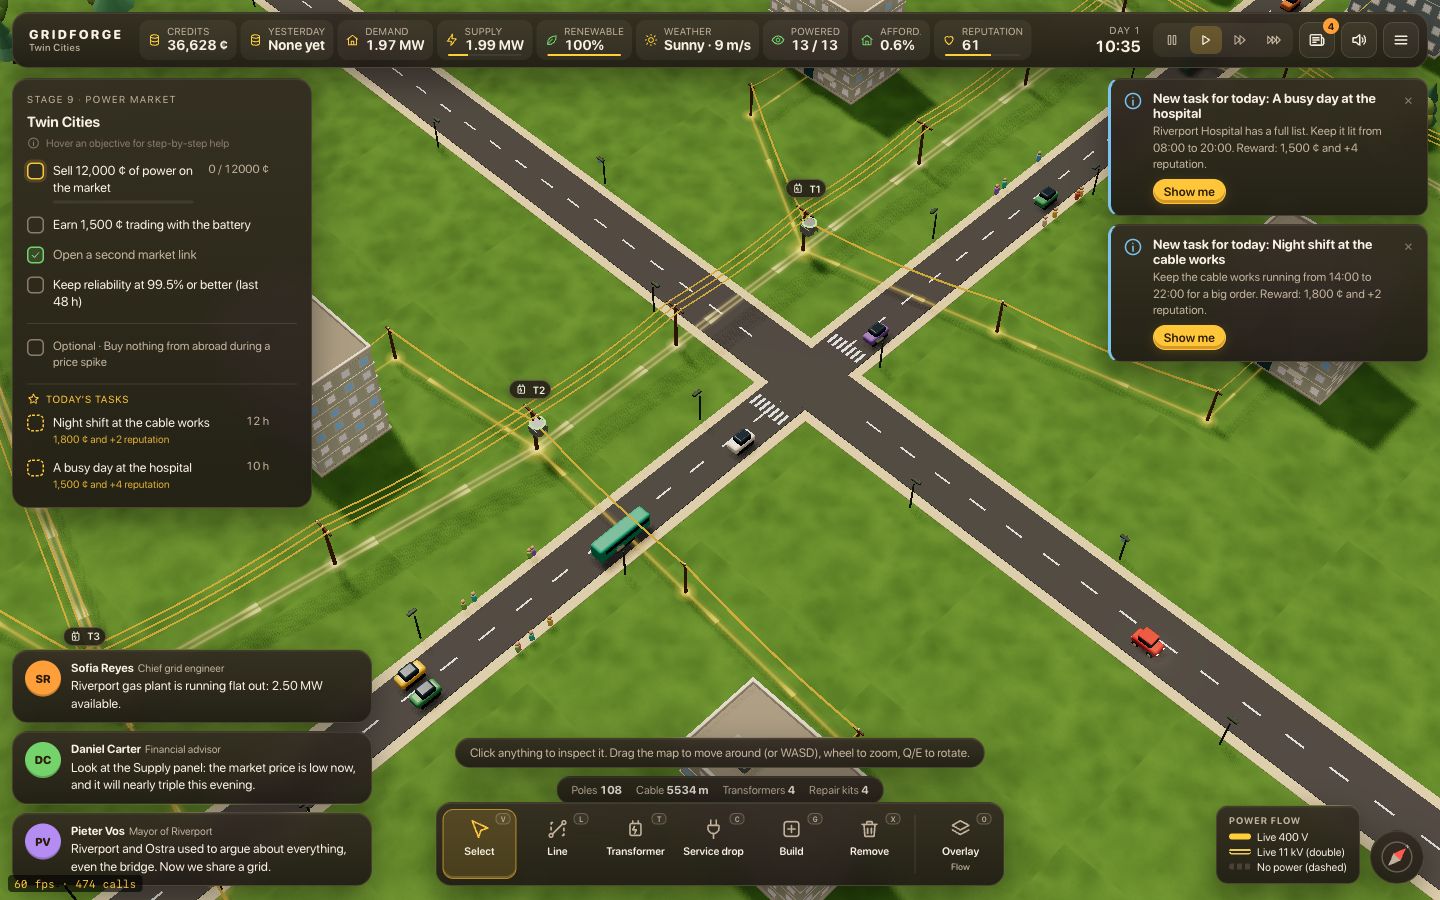 GRIDFORGE
Twin Cities
CREDITS
36,628 ¢
YESTERDAY
None yet
DEMAND
1.97 MW
SUPPLY
1.99 MW
RENEWABLE
100%
WEATHER
Sunny · 9 m/s
POWERED
13 / 13
AFFORD.
0.6%
REPUTATION
61
DAY 1
10:35
4
STAGE 9 · POWER MARKET
Twin Cities
Hover an objective for step-by-step help
Sell 12,000 ¢ of power on 0 / 12000 ¢
the market
Earn 1,500 ¢ trading with the battery
Open a second market link
Keep reliability at 99.5% or better (last
48 h)
Optional · Buy nothing from abroad during a
price spike
TODAY'S TASKS
Night shift at the cable works 12 h
1,800 ¢ and +2 reputation
A busy day at the hospital 10 h
1,500 ¢ and +4 reputation
New task for today: A busy day at the
hospital
Riverport Hospital has a full list. Keep it lit from
08:00 to 20:00. Reward: 1,500 ¢ and +4
reputation.
Show me
New task for today: Night shift at the
cable works
Keep the cable works running from 14:00 to
22:00 for a big order. Reward: 1,800 ¢ and +2
reputation.
Show me
T1
T2
T3
SR
Sofia Reyes Chief grid engineer
Riverport gas plant is running flat out: 2.50 MW
available.
DC
Daniel Carter Financial advisor
Look at the Supply panel: the market price is low now,
and it will nearly triple this evening.
PV
Pieter Vos Mayor of Riverport
Riverport and Ostra used to argue about everything,
even the bridge. Now we share a grid.
60 fps · 474 calls
Click anything to inspect it. Drag the map to move around (or WASD), wheel to zoom, Q/E to rotate.
Poles 108 Cable 5534 m Transformers 4 Repair kits 4
V
Select
L
Line
T
Transformer
C
Service drop
G
Build
X
Remove
O
Overlay
Flow
POWER FLOW
Live 400 V
Live 11 kV (double)
No power (dashed)